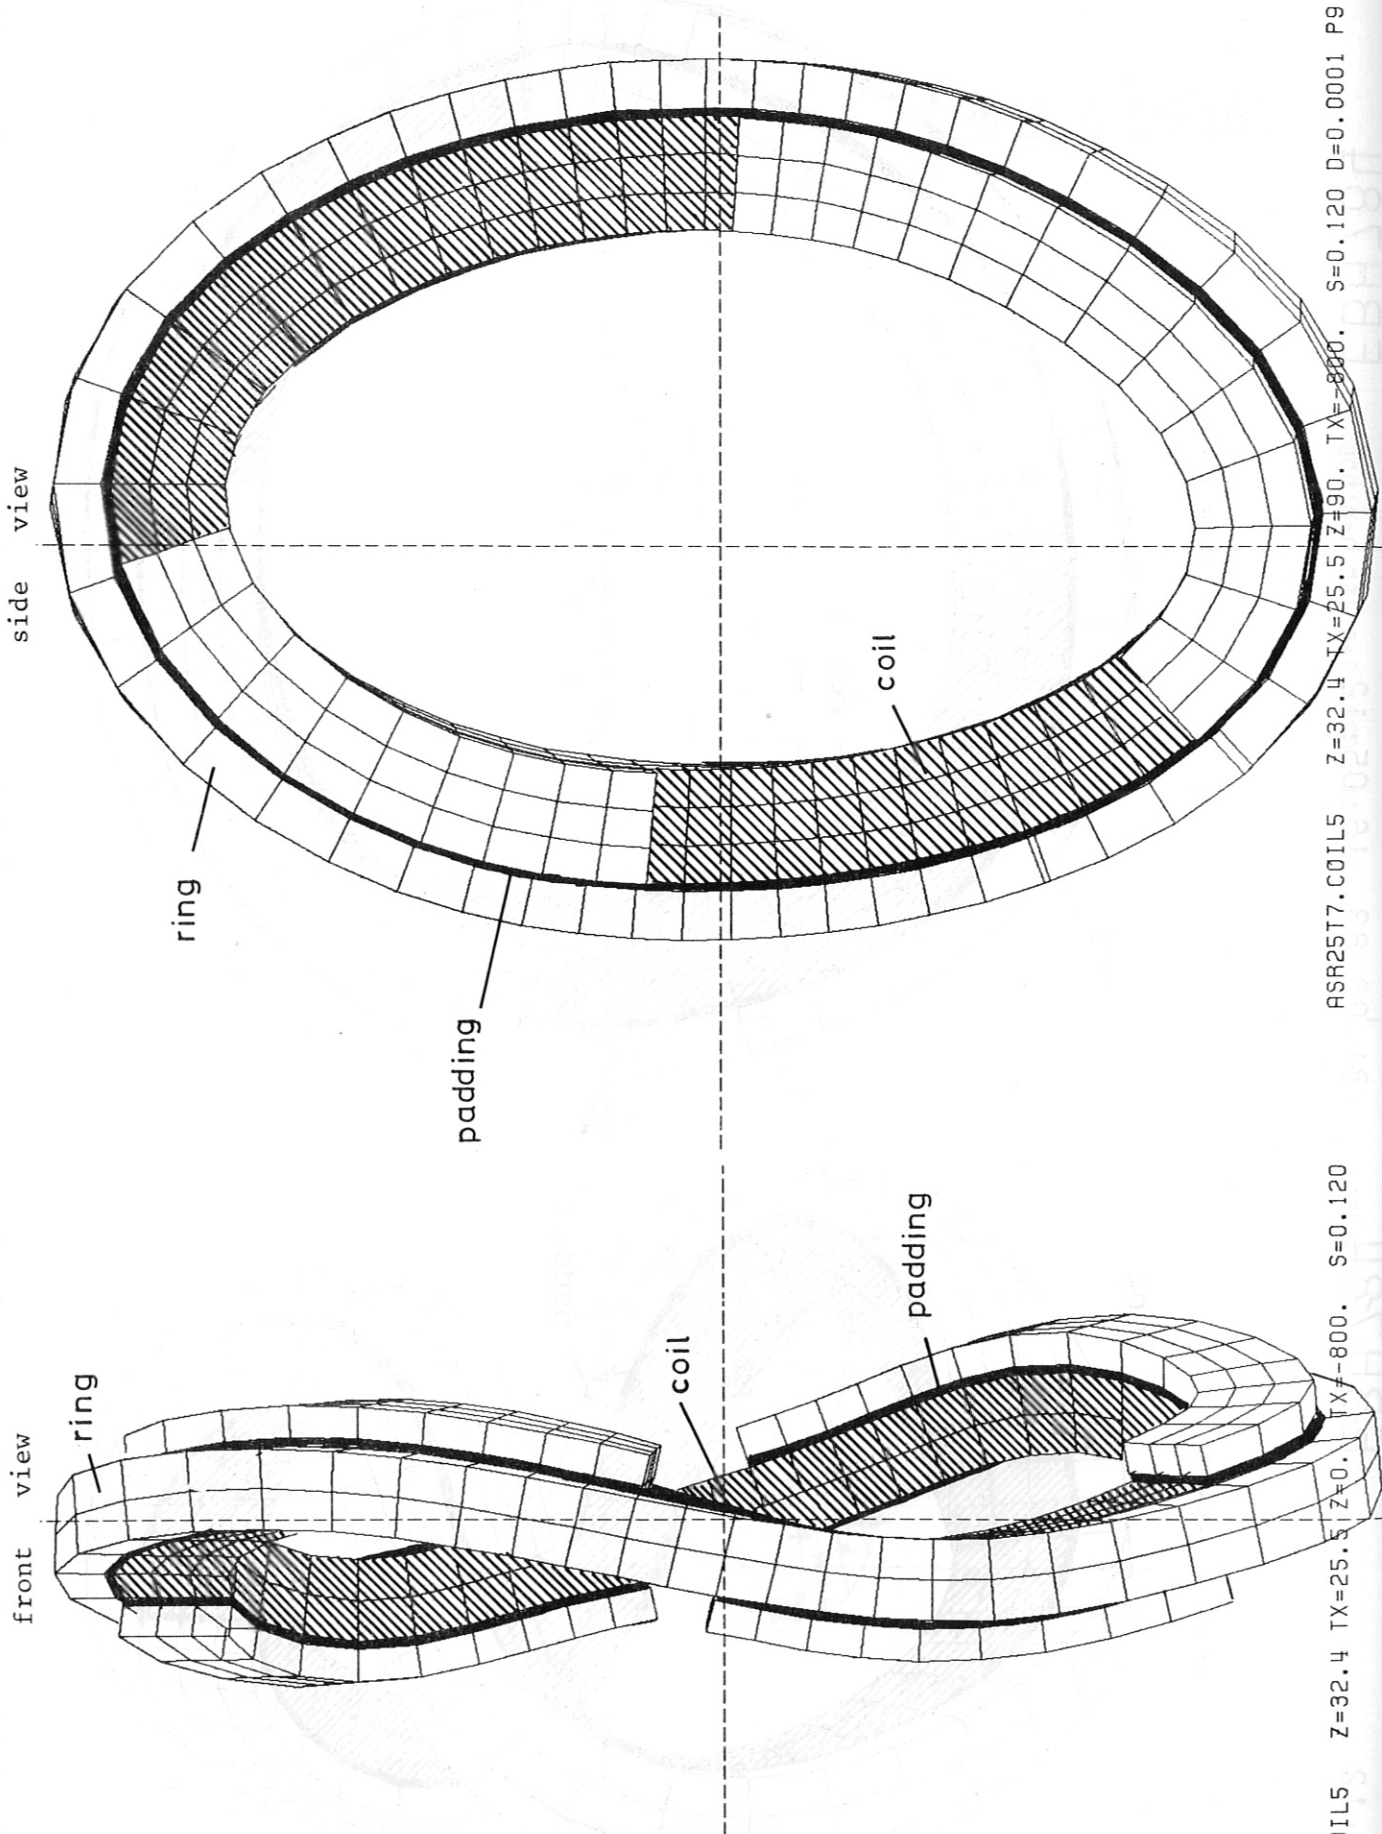 side view
ring
padding
coil
ASR25T7.COIL5 Z=32.4 TX=25.5 Z=90. TX=-800. S=0.120 D=0.0001 P9
front view
ring
coil
padding
OIL5 Z=32.4 TX=25.5 Z=0. TX=-800. S=0.120